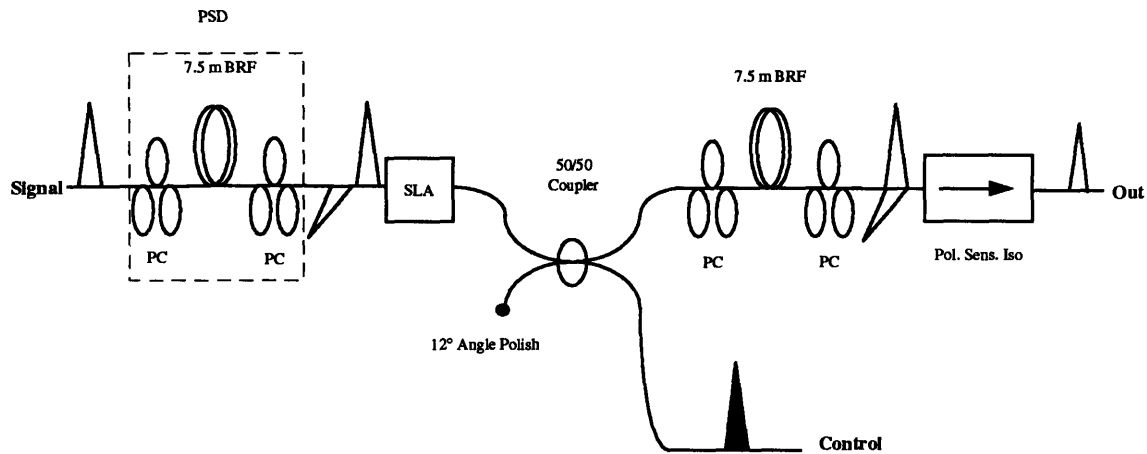 PSD
7.5 m BRF
7.5 m BRF
50/50
Coupler
Signal
SLA
Out
PC
PC
PC
PC
Pol. Sens. Iso
12° Angle Polish
Control